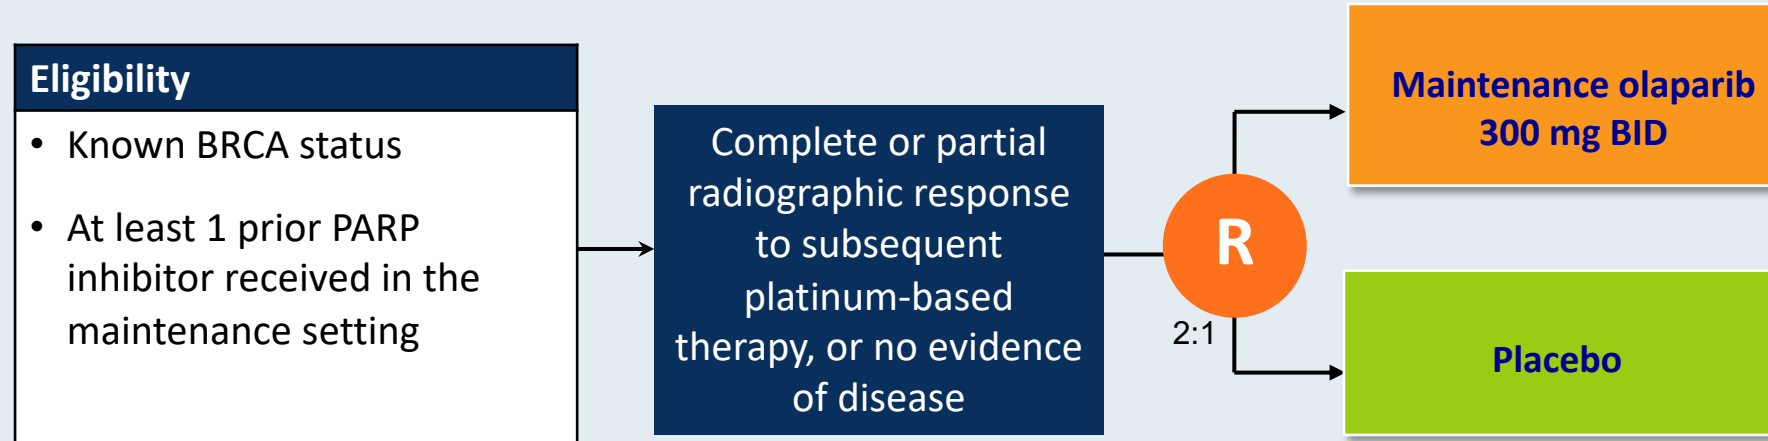 Eligibility
• Known BRCA status
• At least 1 prior PARP
inhibitor received in the
maintenance setting
Complete or partial
radiographic response
to subsequent
platinum-based
therapy, or no evidence
of disease
R
2:1
Maintenance olaparib
300 mg BID
Placebo